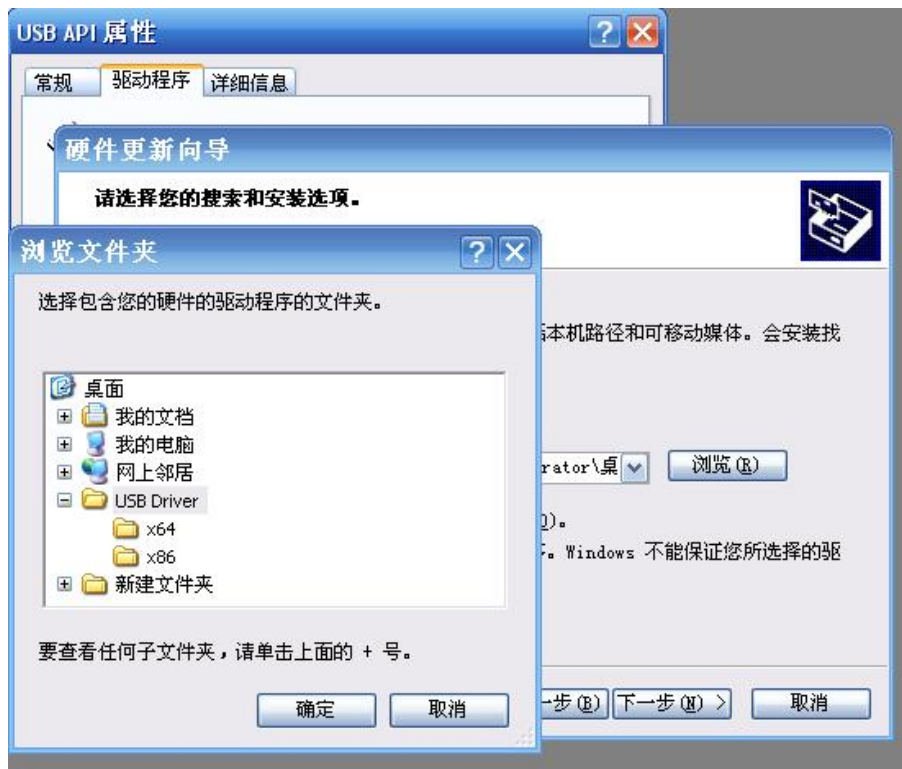 USB API 属性
常规 驱动程序 详细信息
硬件更新向导
请选择您的搜索和安装选项。
浏览文件夹
选择包含您的硬件的驱动程序的文件夹。
本机路径和可移动媒体。会安装找
桌面
我的文档
我的电脑
网上邻居
rator\桌 浏览(R)
USB Driver
x64
)。
x86
。Windows 不能保证您所选择的驱
新建文件夹
要查看任何子文件夹，请单击上面的 + 号。
确定 取消
一步(B) 下一步(N) > 取消